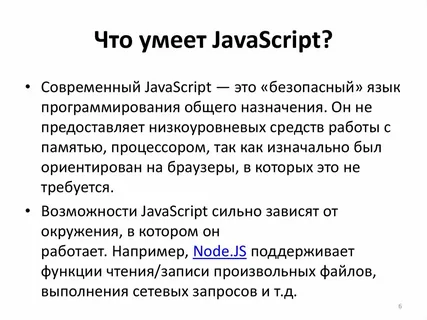 Что умеет JavaScript?
• Современный JavaScript — это «безопасный» язык
программирования общего назначения. Он не
предоставляет низкоуровневых средств работы с
памятью, процессором, так как изначально был
ориентирован на браузеры, в которых это не
требуется.
• Возможности JavaScript сильно зависят от
окружения, в котором он
работает. Например, Node.JS поддерживает
функции чтения/записи произвольных файлов,
выполнения сетевых запросов и т.д.
6